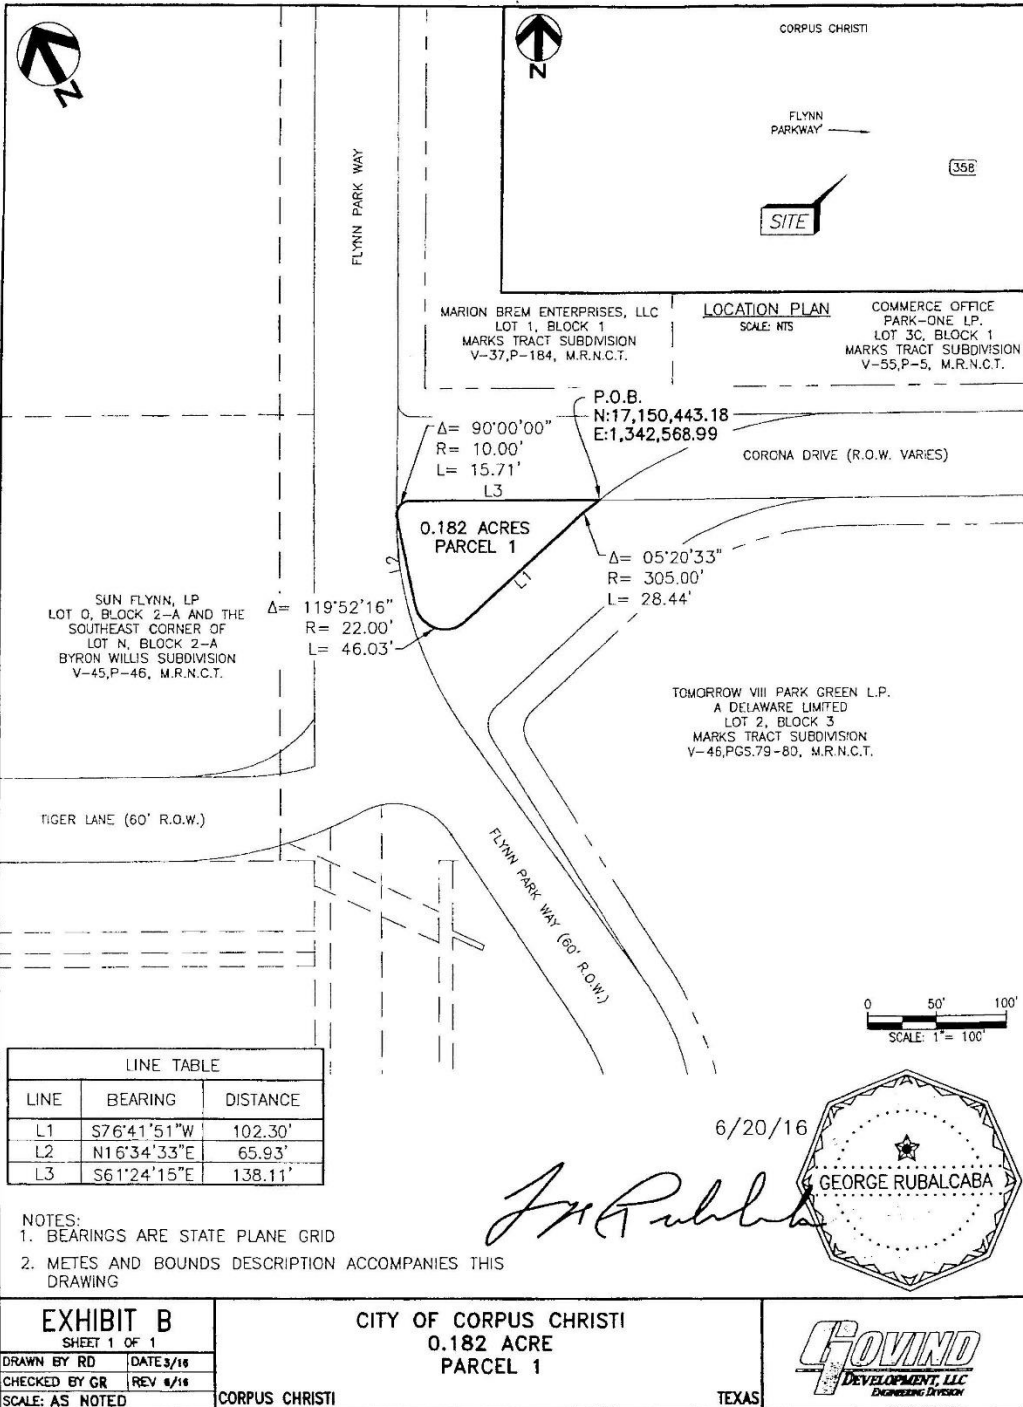 N
N
CORPUS CHRISTI
FLYNN
PARKWAY
358
SITE
FLYNN PARK WAY
MARION BREM ENTERPRISES, LLC
LOT 1, BLOCK 1
MARKS TRACT SUBDIVISION
V-37,P-184, M.R.N.C.T.
LOCATION PLAN
SCALE: NTS
COMMERCE OFFICE
PARK-ONE LP.
LOT 3C, BLOCK 1
MARKS TRACT SUBDIVISION
V-55,P-5, M.R.N.C.T.
P.O.B.
N:17,150,443.18
E:1,342,568.99
Δ= 90°00'00"
R= 10.00'
L= 15.71'
L3
CORONA DRIVE (R.O.W. VARIES)
0.182 ACRES
PARCEL 1
L2
L1
Δ= 05°20'33"
R= 305.00'
L= 28.44'
SUN FLYNN, LP
LOT O, BLOCK 2-A AND THE
SOUTHEAST CORNER OF
LOT N, BLOCK 2-A
BYRON WILLIS SUBDIVISION
V-45,P-46, M.R.N.C.T.
Δ= 119°52'16"
R= 22.00'
L= 46.03'
TOMORROW VIII PARK GREEN L.P.
A DELAWARE LIMITED
LOT 2, BLOCK 3
MARKS TRACT SUBDIVISION
V-46,PGS.79-80, M.R.N.C.T.
TIGER LANE (60' R.O.W.)
FLYNN PARK WAY (60' R.O.W.)
0 50' 100'
SCALE: 1"= 100'
LINE TABLE
LINE BEARING DISTANCE
L1 S76°41'51"W 102.30'
L2 N16°34'33"E 65.93'
L3 S61°24'15"E 138.11'
6/20/16
GEORGE RUBALCABA
NOTES:
1. BEARINGS ARE STATE PLANE GRID
2. METES AND BOUNDS DESCRIPTION ACCOMPANIES THIS
DRAWING
EXHIBIT B
SHEET 1 OF 1
DRAWN BY RD DATE 3/16
CHECKED BY GR REV 6/16
SCALE: AS NOTED
CITY OF CORPUS CHRISTI
0.182 ACRE
PARCEL 1
CORPUS CHRISTI TEXAS
GOVIND
DEVELOPMENT, LLC
ENGINEERING DIVISION